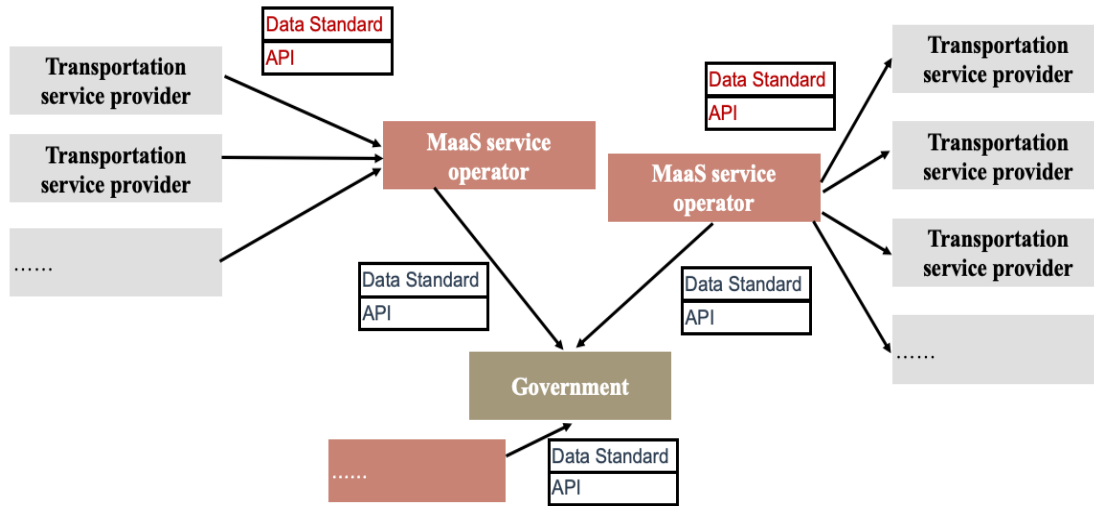 Data Standard
API
Transportation
service provider
Transportation
service provider
……
MaaS service
operator
Data Standard
API
MaaS service
operator
Transportation
service provider
Transportation
service provider
Transportation
service provider
……
Data Standard
API
Data Standard
API
Government
……
Data Standard
API